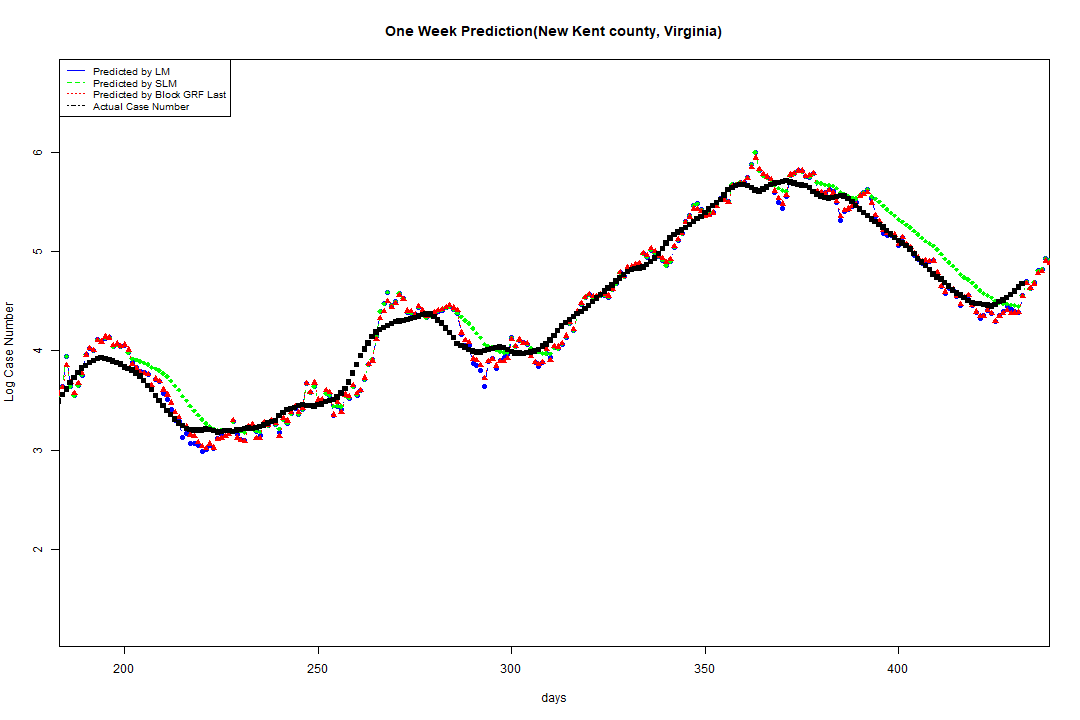 One Week Prediction(New Kent county, Virginia)
Predicted by LM
Predicted by SLM
Predicted by Block GRF Last
Actual Case Number
6
5
4
3
2
Log Case Number
200 250 300 350 400
days